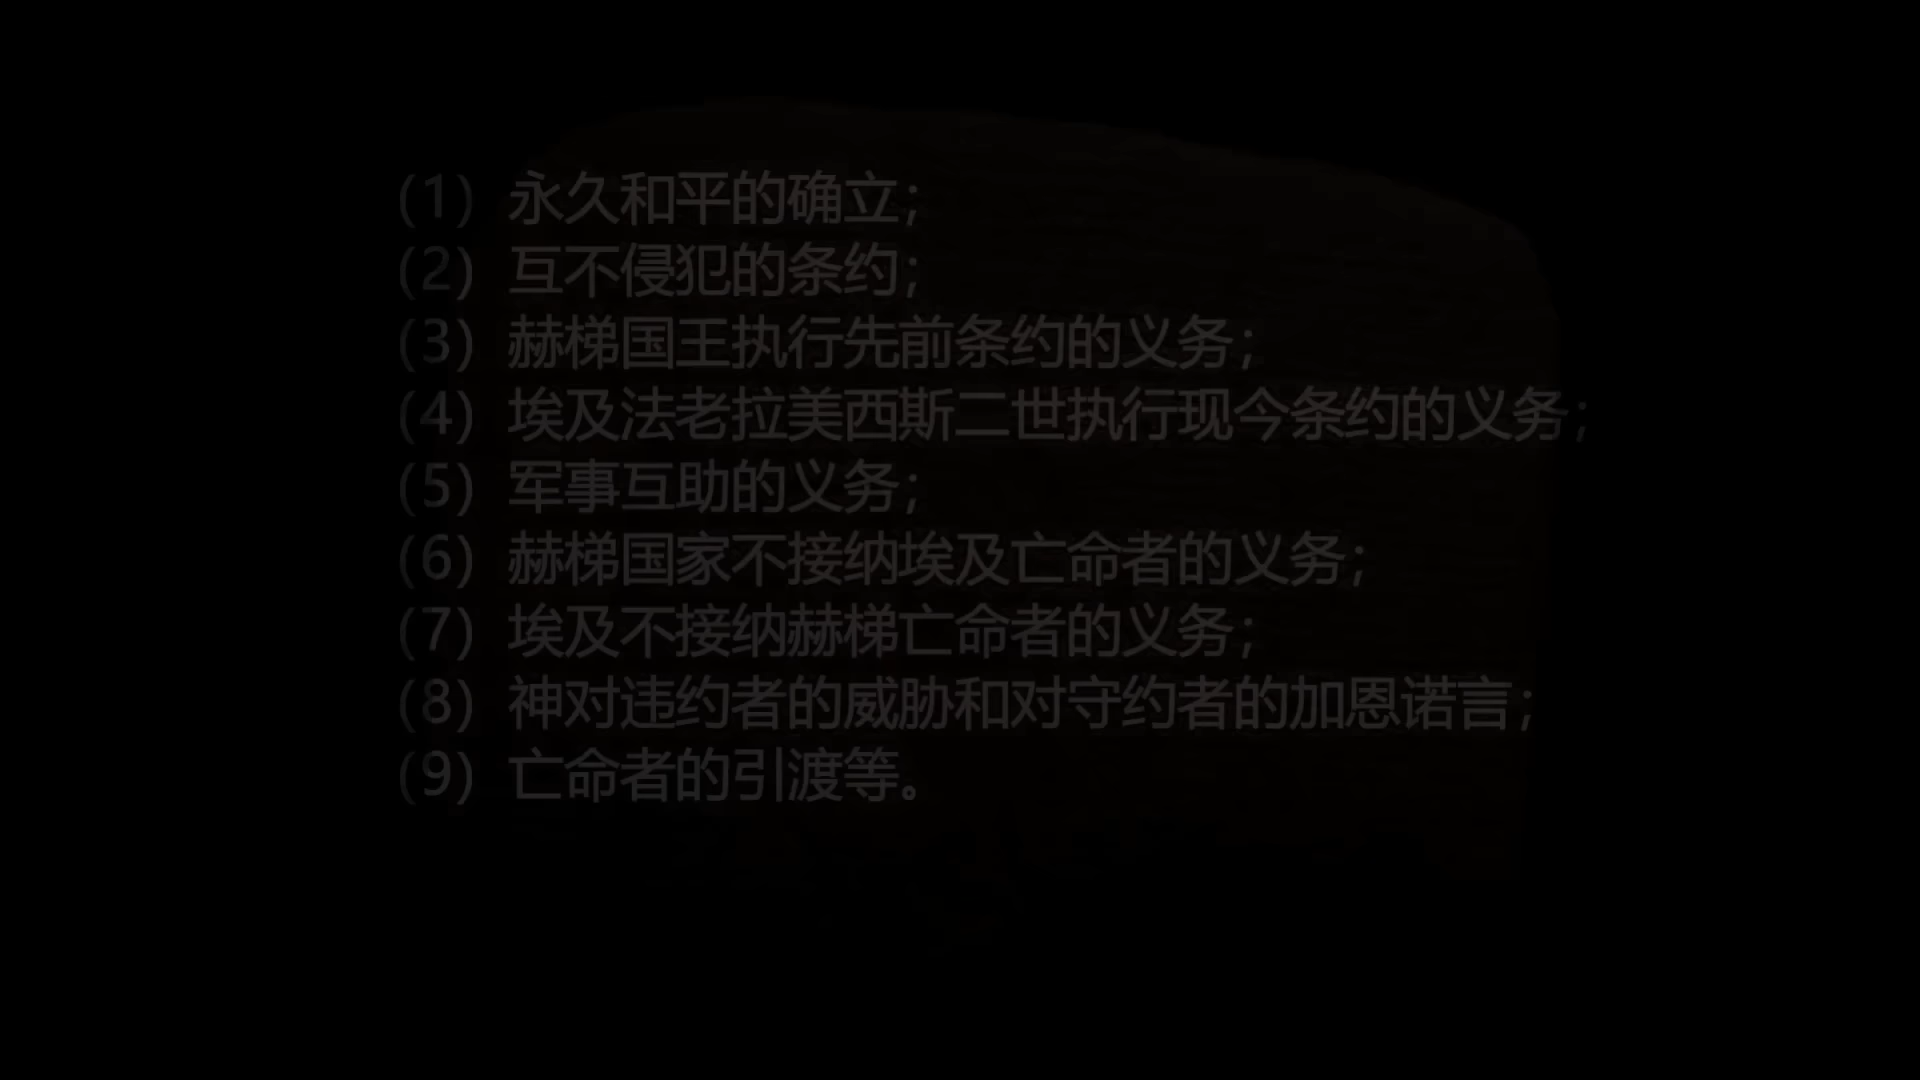 (1) 永久和平的确立;
(2) 互不侵犯的条约;
(3) 赫梯国王执行先前条约的义务;
(4) 埃及法老拉美西斯二世执行现今条约的义务;
(5) 军事互助的义务;
(6) 赫梯国家不接纳埃及亡命者的义务;
(7) 埃及不接纳赫梯亡命者的义务;
(8) 神对违约者的威胁和对守约者的加恩诺言;
(9) 亡命者的引渡等。